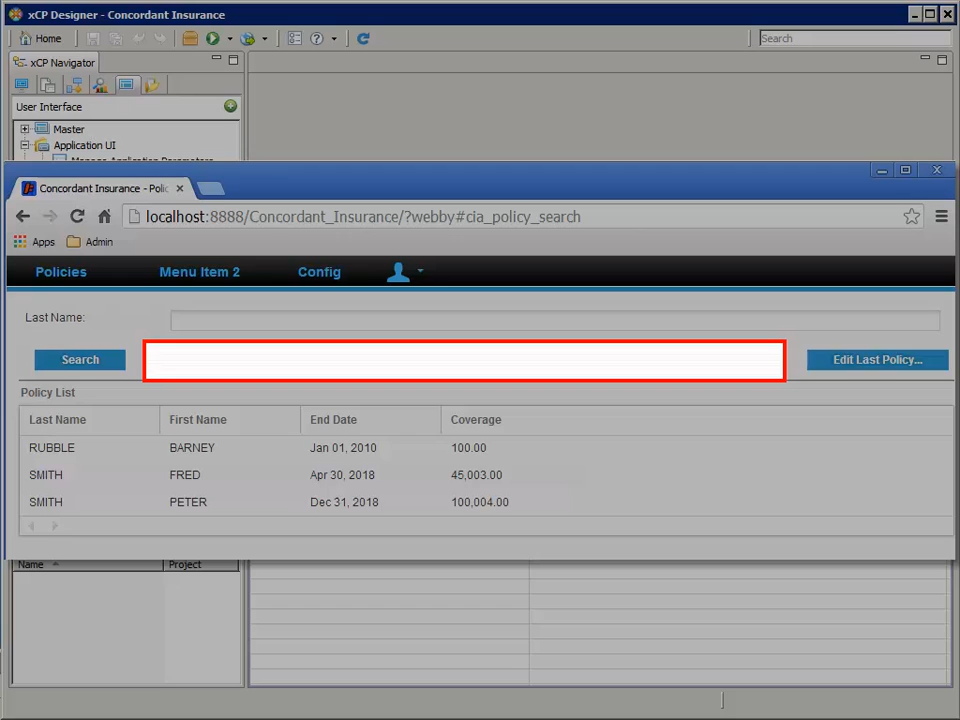 xCP Designer - Concordant Insurance
Home
Search
xCP Navigator
User Interface
Master
Application UI
Manage Application Parameters
Concordant Insurance - Polic
localhost:8888/Concordant_Insurance/?webby#cia_policy_search
Apps Admin
Policies Menu Item 2 Config
Last Name:
Search Edit Last Policy...
Policy List
Last Name First Name End Date Coverage
RUBBLE BARNEY Jan 01, 2010 100.00
SMITH FRED Apr 30, 2018 45,003.00
SMITH PETER Dec 31, 2018 100,004.00
Name Project